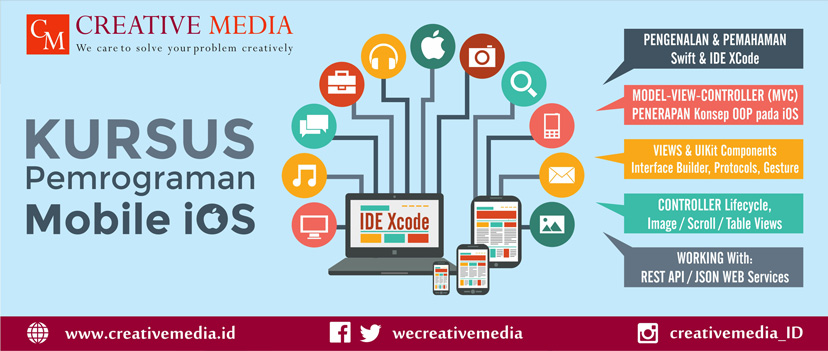 CM
CREATIVE MEDIA
We care to solve your problem creatively
KURSUS
Pemrograman
Mobile iOS
IDE Xcode
PENGENALAN & PEMAHAMAN
Swift & IDE XCode
MODEL-VIEW-CONTROLLER (MVC)
PENERAPAN Konsep OOP pada iOS
VIEWS & UIKit Components
Interface Builder, Protocols, Gesture
CONTROLLER Lifecycle,
Image / Scroll / Table Views
WORKING With:
REST API / JSON WEB Services
www.creativemedia.id
wecreativemedia
creativemedia_ID